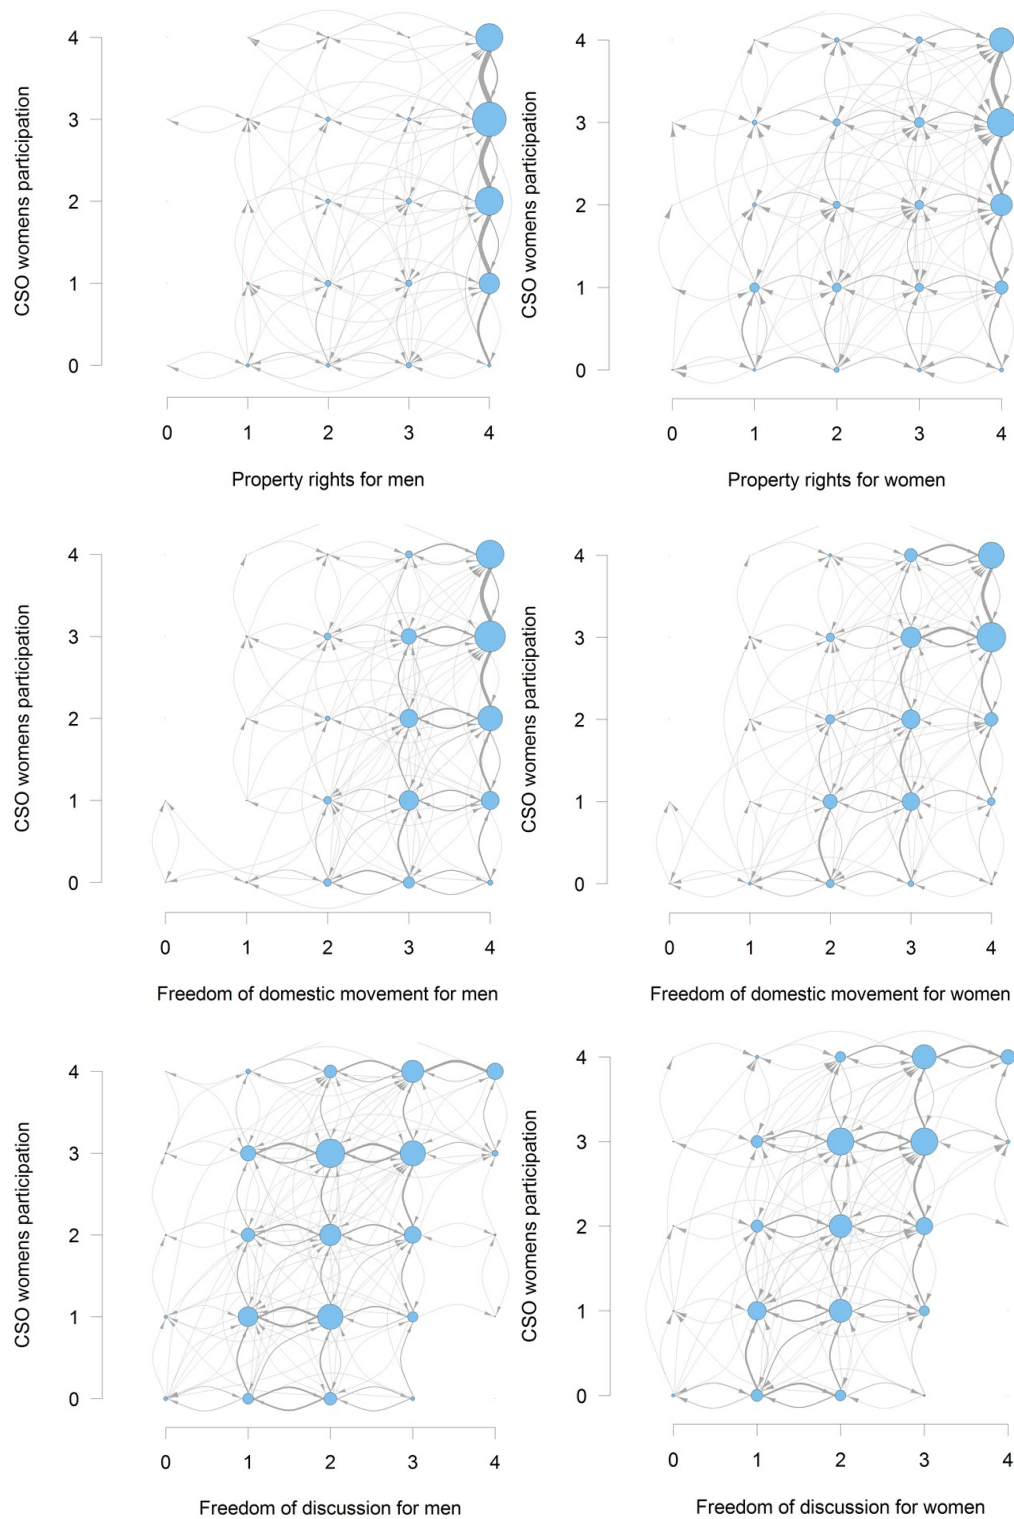 CSO womens participation
4
3
2
1
0
0 1 2 3 4
Property rights for men
CSO womens participation
4
3
2
1
0
0 1 2 3 4
Property rights for women
CSO womens participation
4
3
2
1
0
0 1 2 3 4
Freedom of domestic movement for men
CSO womens participation
4
3
2
1
0
0 1 2 3 4
Freedom of domestic movement for women
CSO womens participation
4
3
2
1
0
0 1 2 3 4
Freedom of discussion for men
CSO womens participation
4
3
2
1
0
0 1 2 3 4
Freedom of discussion for women